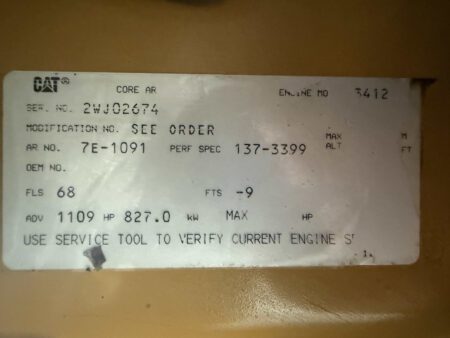 CAT® CORE AR ENGINE MO 3412
SER. NO. 2WJ02674
MODIFICATION NO. SEE ORDER
AR NO. 7E-1091 PERF SPEC 137-3399 MAX ALT M FT
OEM NO.
FLS 68 FTS -9
ADV 1109 HP 827.0 KW MAX HP
USE SERVICE TOOL TO VERIFY CURRENT ENGINE